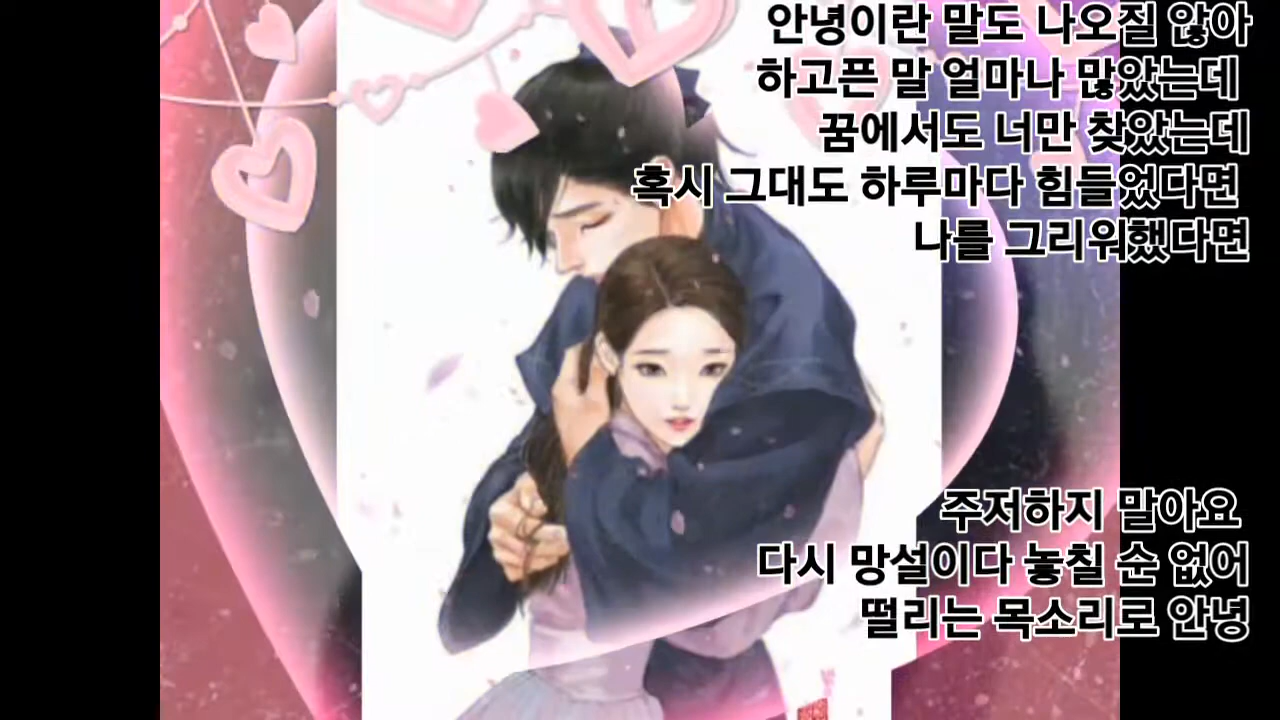 안녕이란 말도 나오질 않아
하고픈 말 얼마나 많았는데
꿈에서도 너만 찾았는데
혹시 그대도 하루마다 힘들었다면
나를 그리워했다면
주저하지 말아요
다시 망설이다 놓칠 순 없어
떨리는 목소리로 안녕